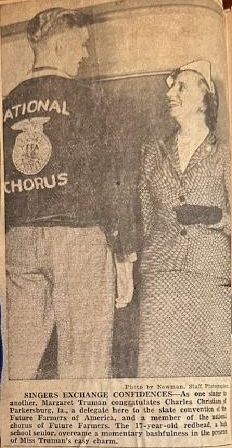 NATIONAL
FFA
CHORUS
Photo by Newman, Staff Photographer
SINGERS EXCHANGE CONFIDENCES—As one singer to
another, Margaret Truman congratulates Charles Christians of
Parkersburg, Ia., a delegate here to the state convention of the
Future Farmers of America, and a member of the national
chorus of Future Farmers. The 17-year-old redhead, a high
school senior, overcame a momentary bashfulness in the presence
of Miss Truman's easy charm.